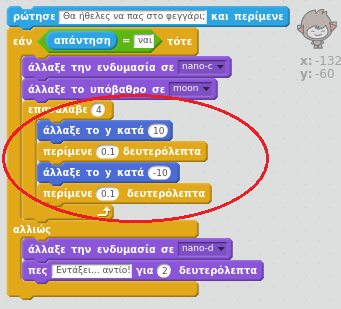 ρώτησε Θα ήθελες να πας στο φεγγάρι; και περίμενε
εάν απάντηση = ναι τότε
άλλαξε την ενδυμασία σε nano-c
άλλαξε το υπόβαθρο σε moon
επανάλαβε 4
άλλαξε το y κατά 10
περίμενε 0.1 δευτερόλεπτα
άλλαξε το y κατά -10
περίμενε 0.1 δευτερόλεπτα
αλλιώς
άλλαξε την ενδυμασία σε nano-d
πες Εντάξει... αντίο! για 2 δευτερόλεπτα
x: -132
y: -60